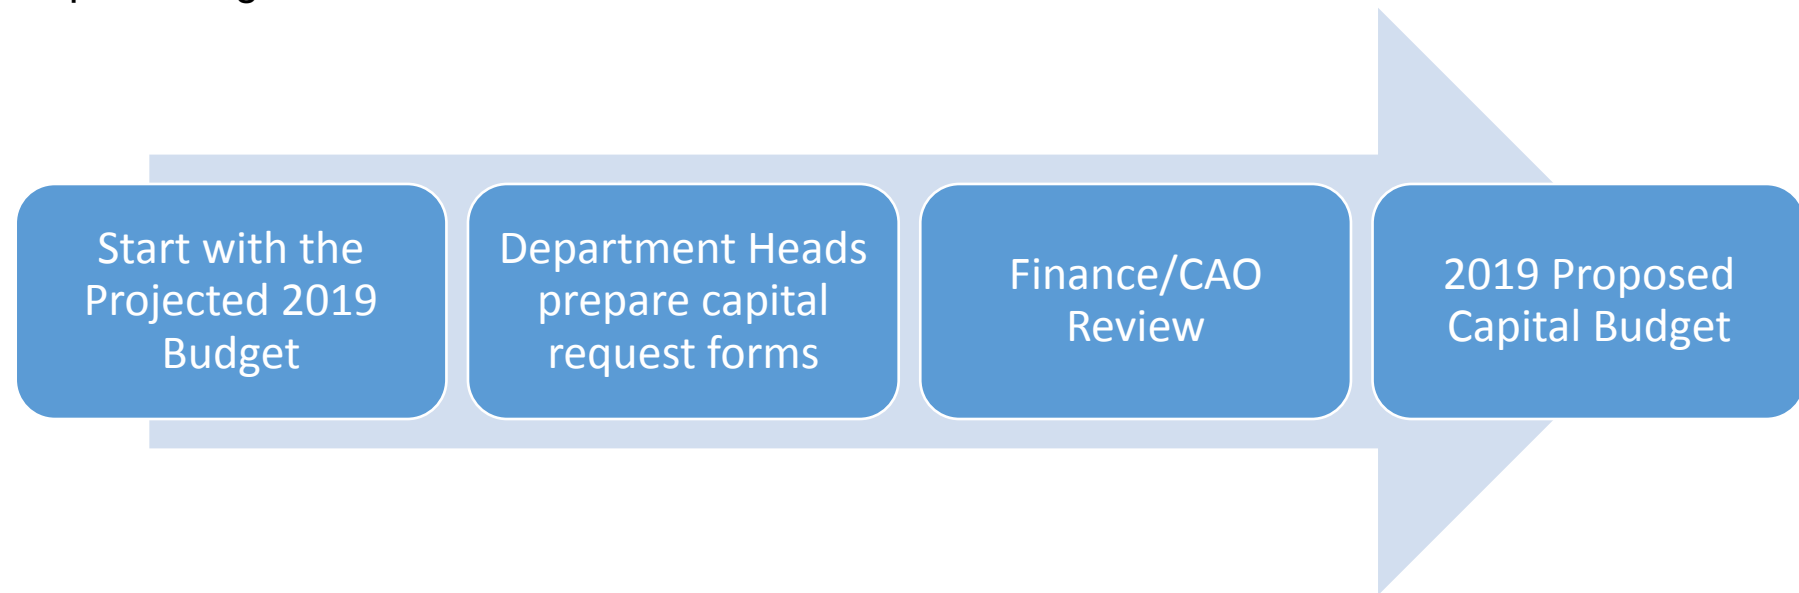 Start with the
Projected 2019
Budget
Department Heads
prepare capital
request forms
Finance/CAO
Review
2019 Proposed
Capital Budget